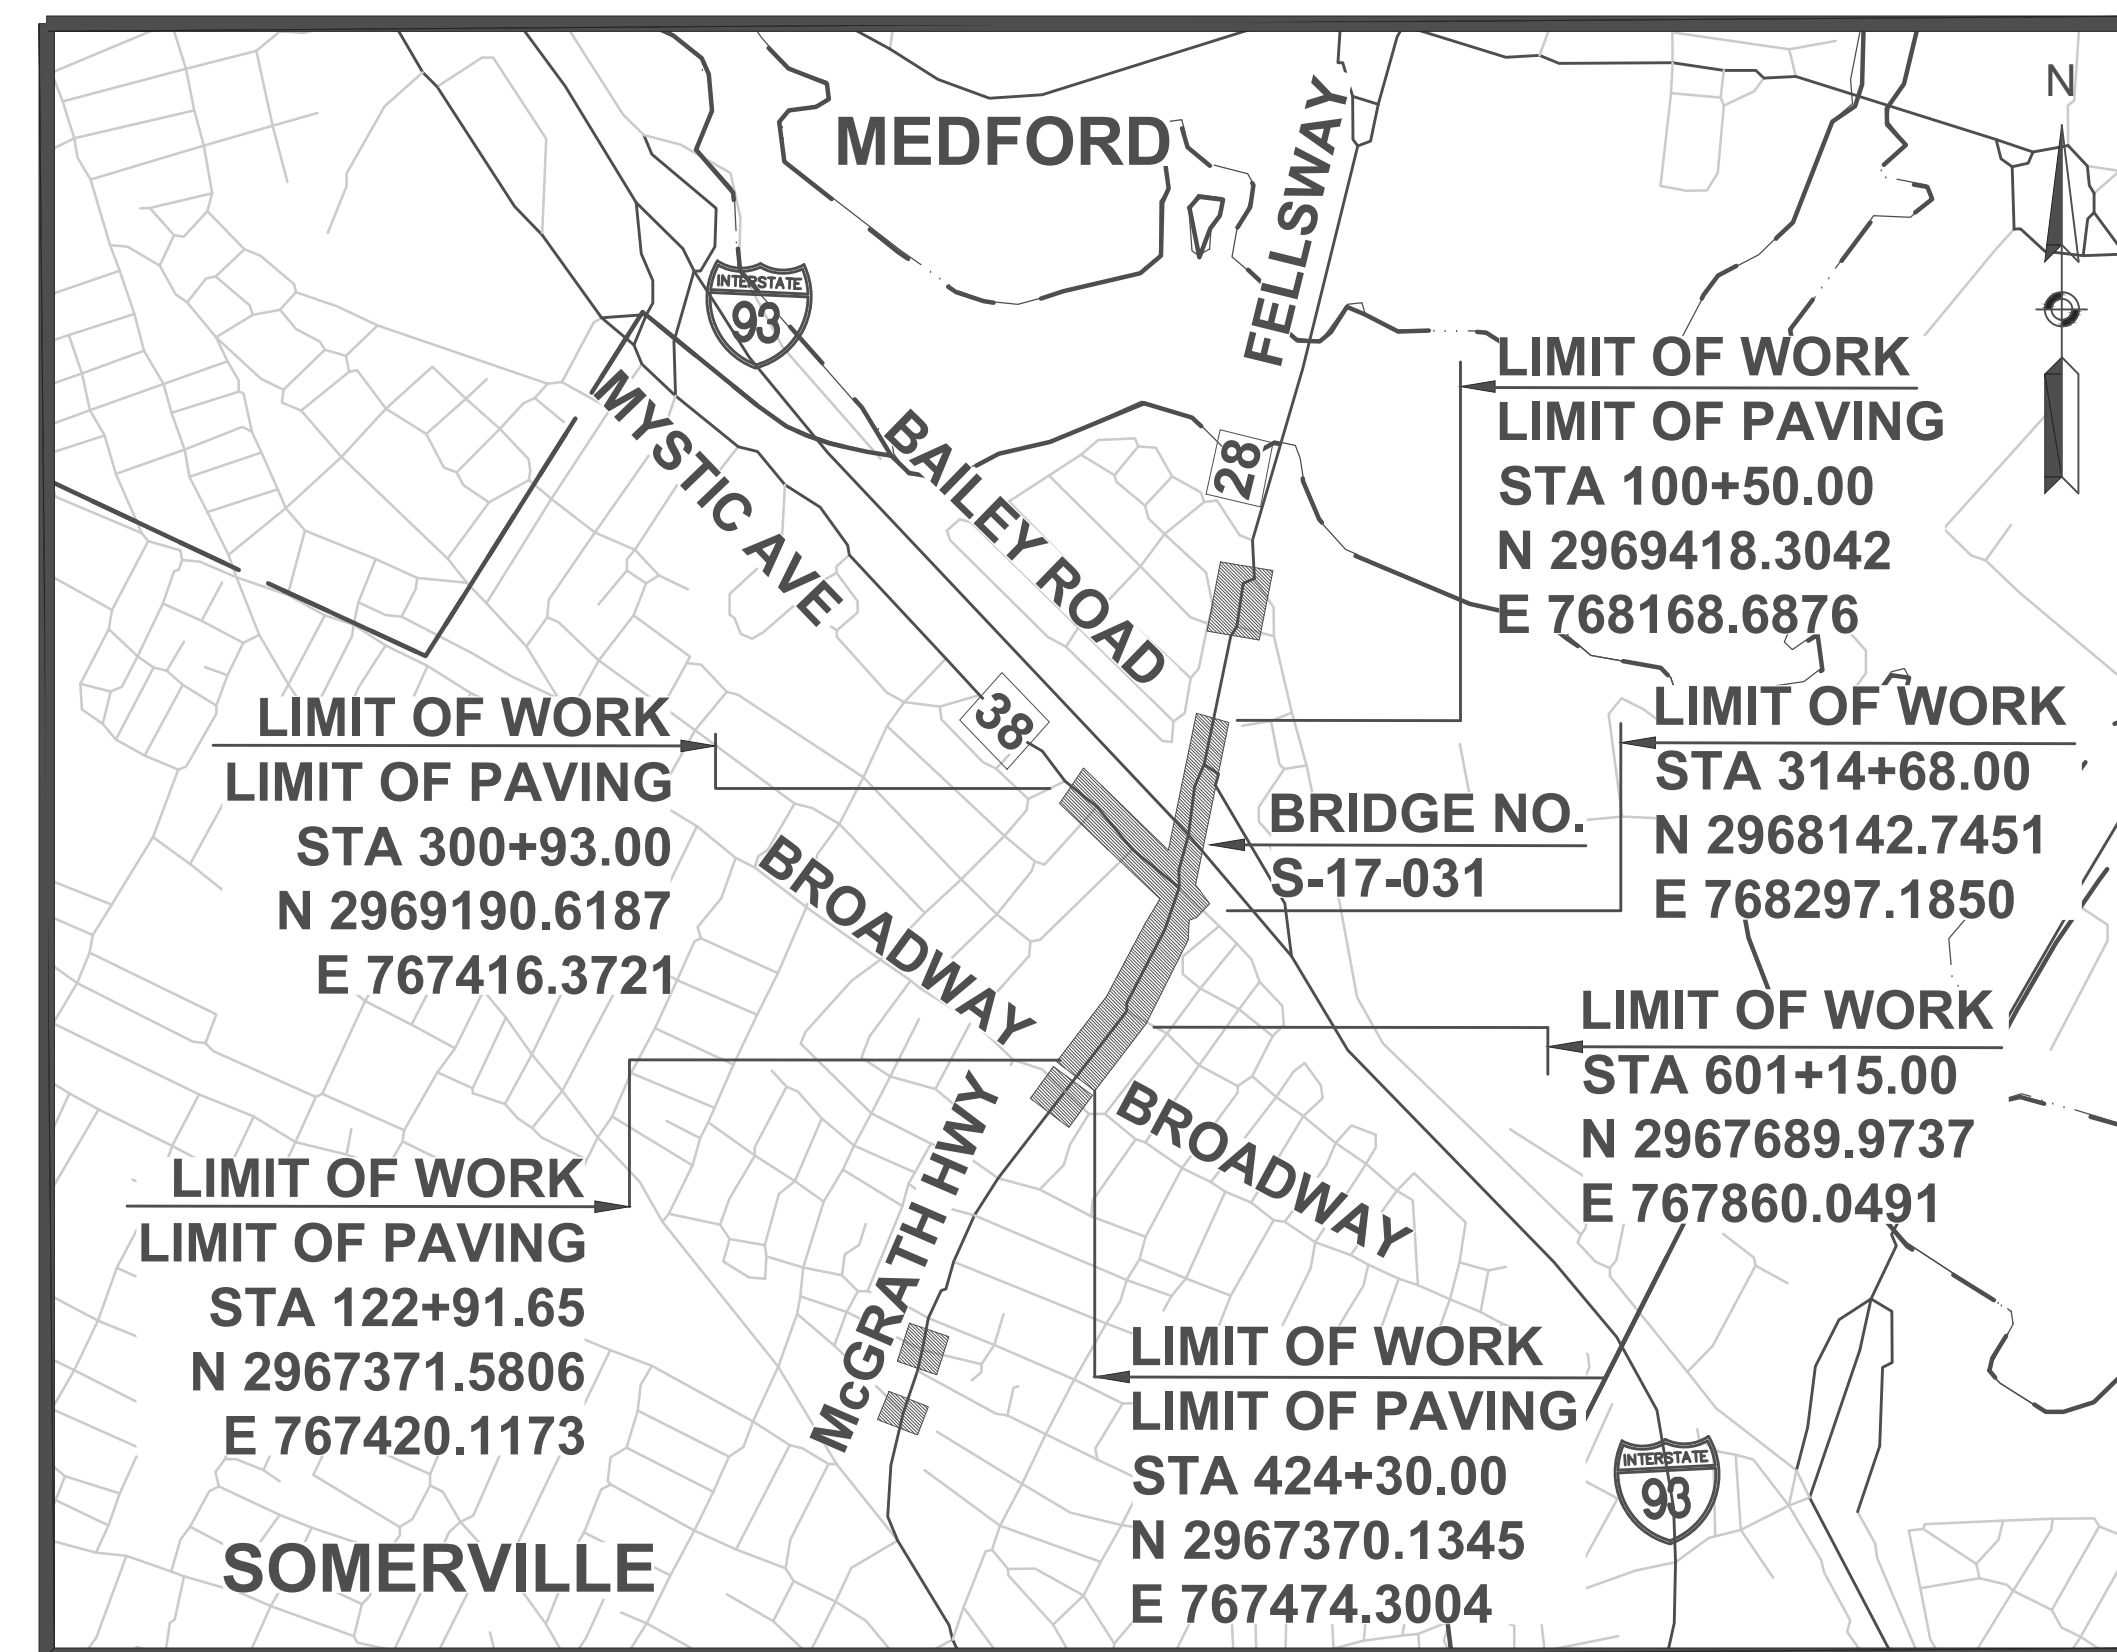 N
MEDFORD
FELLSWAY
INTERSTATE
93
MYSTIC AVE
BAILEY ROAD
28
LIMIT OF WORK
LIMIT OF PAVING
STA 100+50.00
N 2969418.3042
E 768168.6876
LIMIT OF WORK
LIMIT OF PAVING
STA 300+93.00
N 2969190.6187
E 767416.3721
38
LIMIT OF WORK
STA 314+68.00
N 2968142.7451
E 768297.1850
BRIDGE NO.
S-17-031
BROADWAY
LIMIT OF WORK
STA 601+15.00
N 2967689.9737
E 767860.0491
BROADWAY
McGRATH HWY
LIMIT OF WORK
LIMIT OF PAVING
STA 122+91.65
N 2967371.5806
E 767420.1173
LIMIT OF WORK
LIMIT OF PAVING
STA 424+30.00
N 2967370.1345
E 767474.3004
INTERSTATE
93
SOMERVILLE